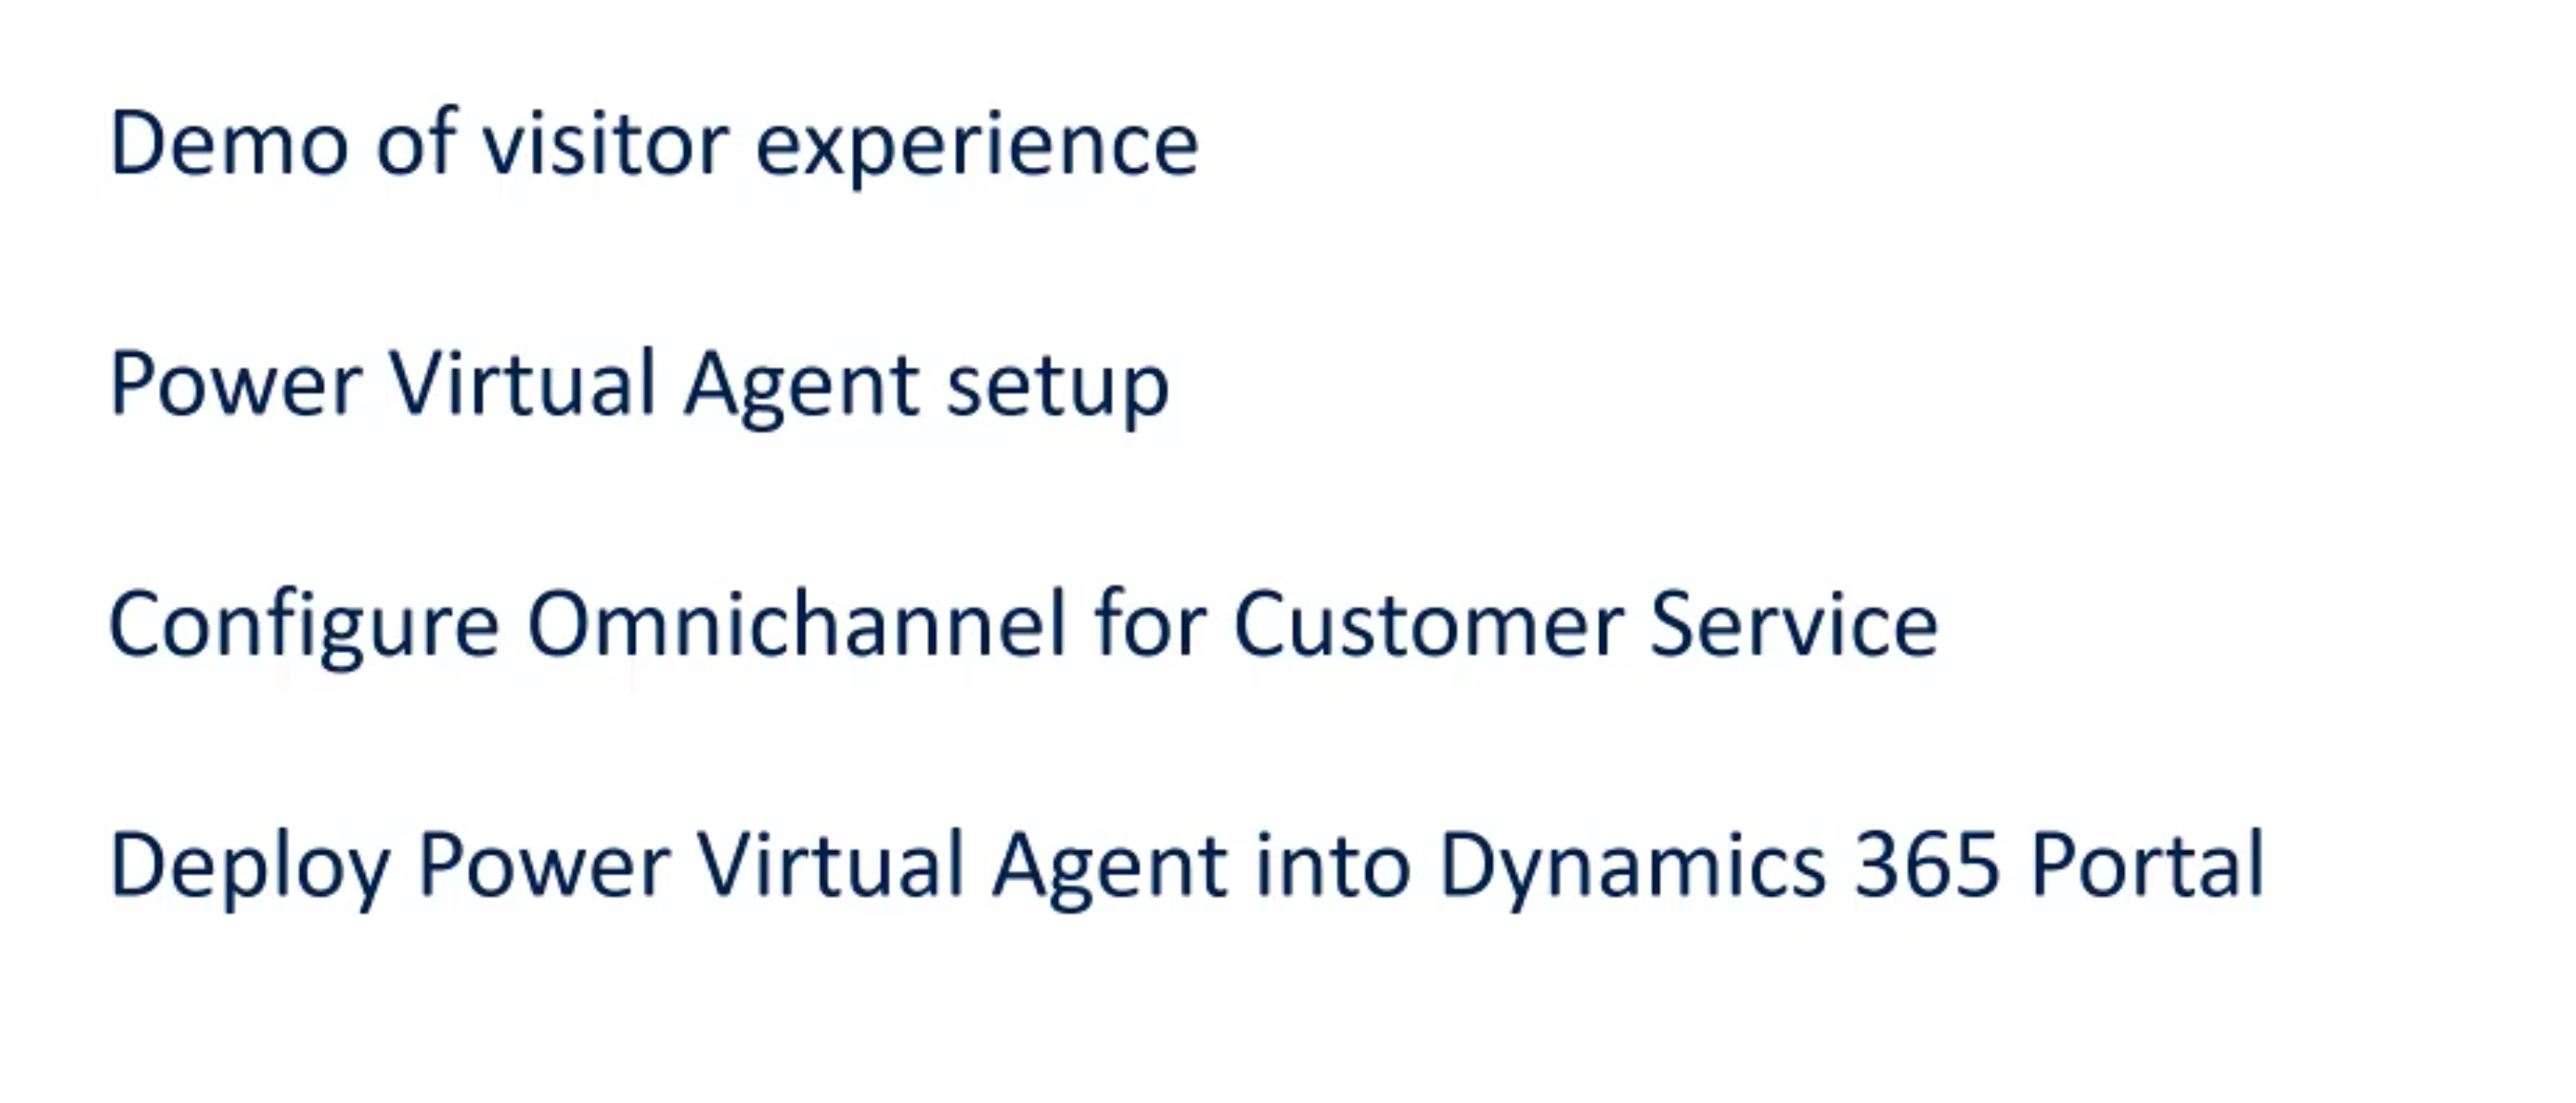 Demo of visitor experience
Power Virtual Agent setup
Configure Omnichannel for Customer Service
Deploy Power Virtual Agent into Dynamics 365 Portal